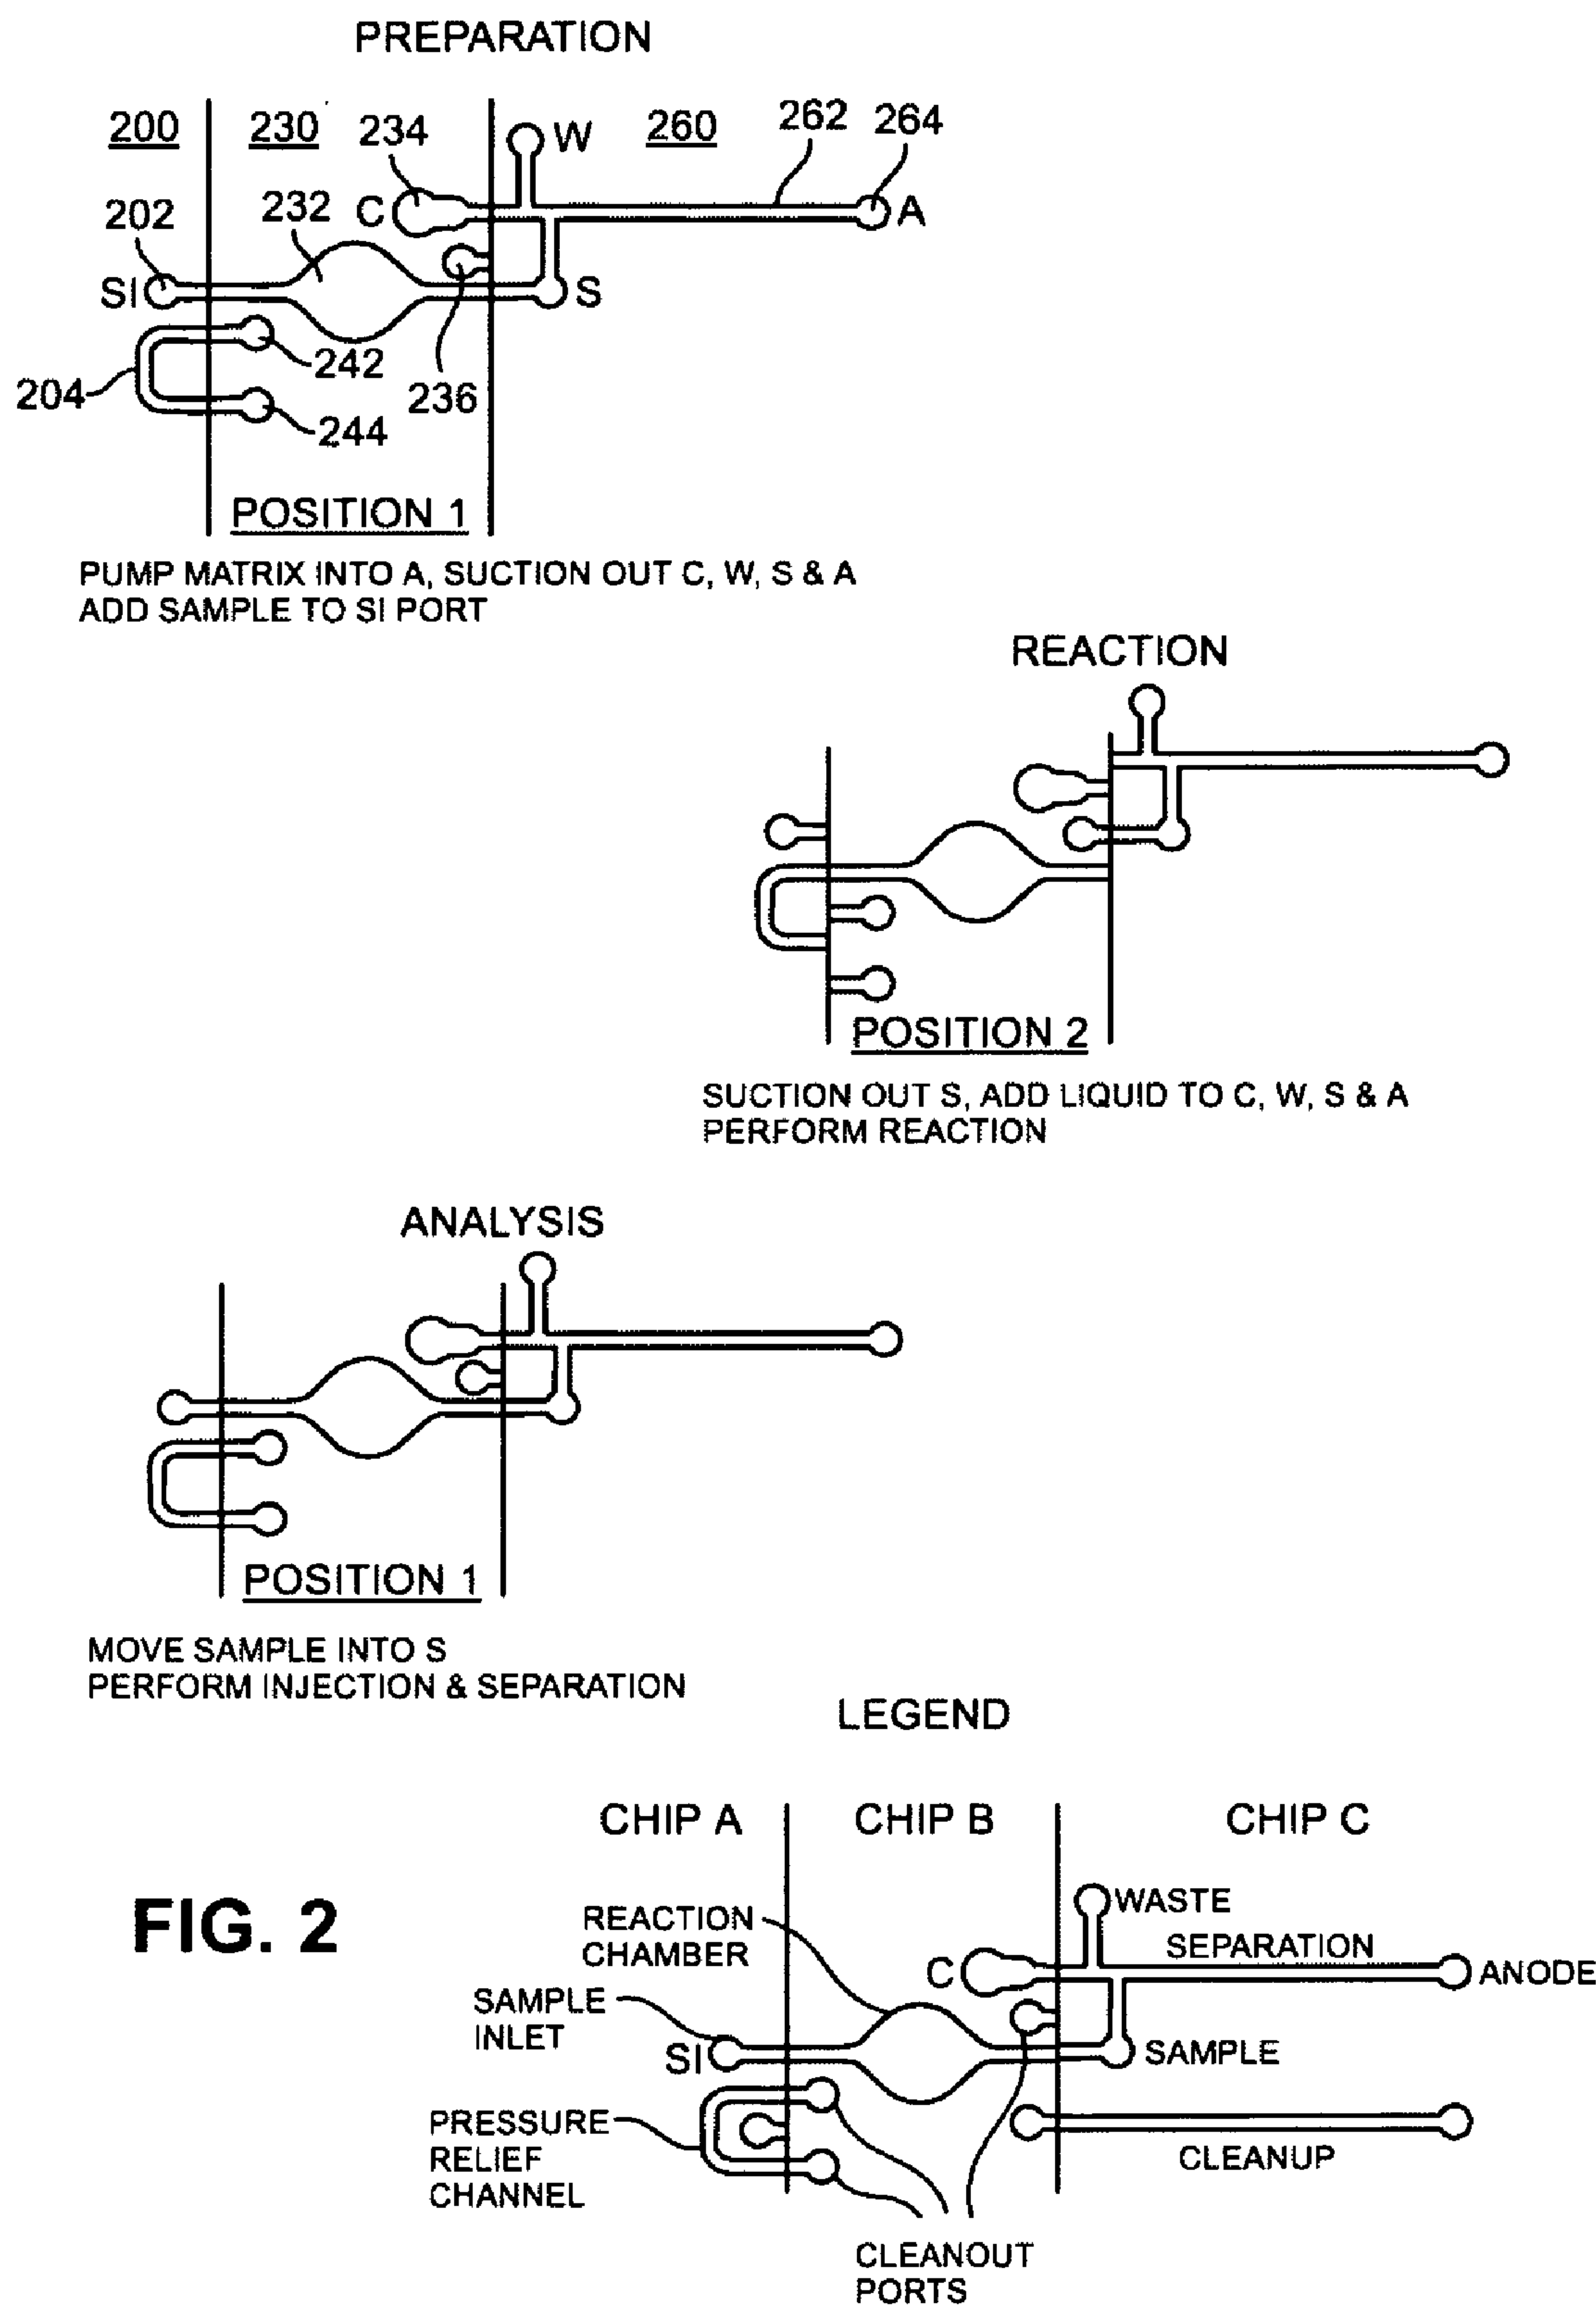 PREPARATION
200 230 234 W 260 262 264
202 232 C A
SI S
204 242 236
244
POSITION 1
PUMP MATRIX INTO A, SUCTION OUT C, W, S & A
ADD SAMPLE TO SI PORT
REACTION
POSITION 2
SUCTION OUT S, ADD LIQUID TO C, W, S & A
PERFORM REACTION
ANALYSIS
POSITION 1
MOVE SAMPLE INTO S
PERFORM INJECTION & SEPARATION
LEGEND
CHIP A CHIP B CHIP C
FIG. 2
REACTION
CHAMBER
WASTE
SEPARATION
C
ANODE
SAMPLE
INLET
SI
SAMPLE
PRESSURE
RELIEF
CHANNEL
CLEANUP
CLEANOUT
PORTS